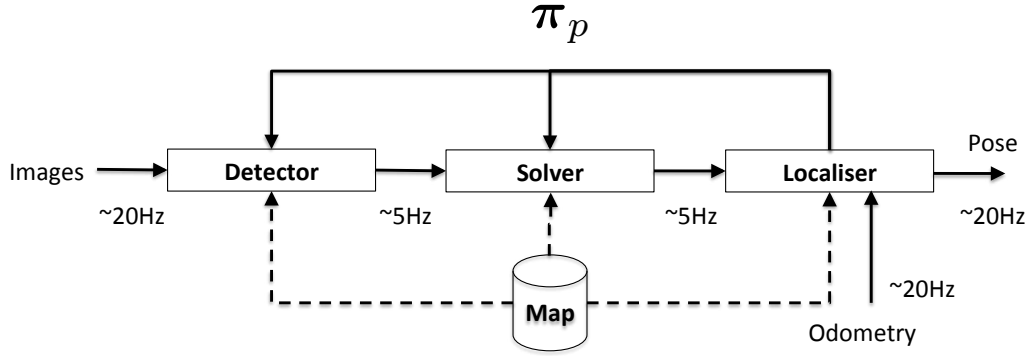 π_p
Images
Detector
Solver
Localiser
Pose
~20Hz
~5Hz
~5Hz
~20Hz
Map
~20Hz
Odometry